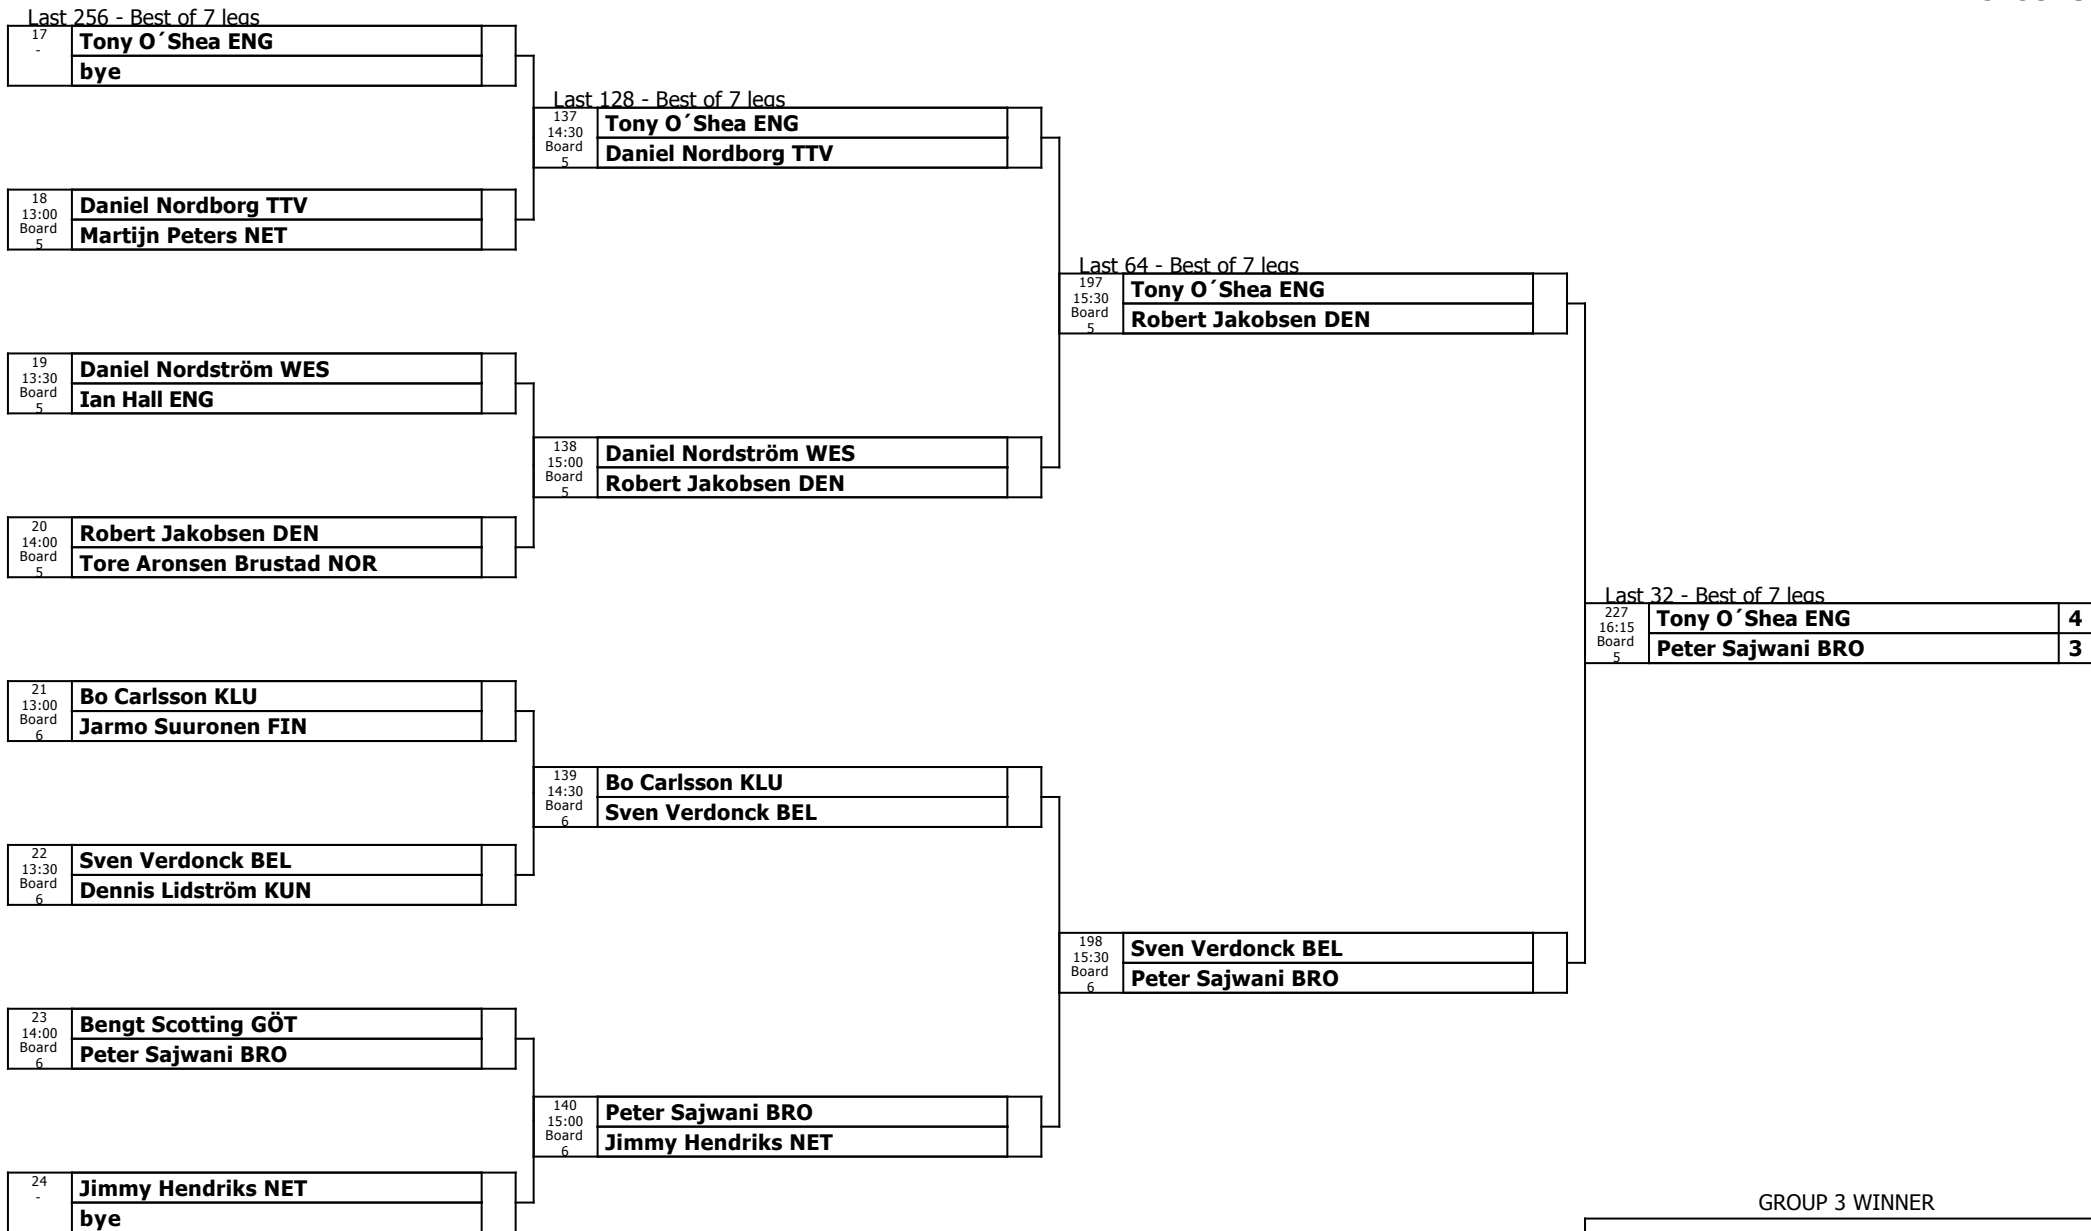 Last 256 - Best of 7 legs
17
-
Tony O´Shea ENG
bye
Last 128 - Best of 7 legs
137
14:30
Board
5
Tony O´Shea ENG
Daniel Nordborg TTV
18
13:00
Board
5
Daniel Nordborg TTV
Martijn Peters NET
Last 64 - Best of 7 legs
197
15:30
Board
5
Tony O´Shea ENG
Robert Jakobsen DEN
19
13:30
Board
5
Daniel Nordström WES
Ian Hall ENG
138
15:00
Board
5
Daniel Nordström WES
Robert Jakobsen DEN
20
14:00
Board
5
Robert Jakobsen DEN
Tore Aronsen Brustad NOR
Last 32 - Best of 7 legs
227
16:15
Board
5
Tony O´Shea ENG 4
Peter Sajwani BRO 3
21
13:00
Board
6
Bo Carlsson KLU
Jarmo Suuronen FIN
139
14:30
Board
6
Bo Carlsson KLU
Sven Verdonck BEL
22
13:30
Board
6
Sven Verdonck BEL
Dennis Lidström KUN
198
15:30
Board
6
Sven Verdonck BEL
Peter Sajwani BRO
23
14:00
Board
6
Bengt Scotting GÖT
Peter Sajwani BRO
140
15:00
Board
6
Peter Sajwani BRO
Jimmy Hendriks NET
24
-
Jimmy Hendriks NET
bye
GROUP 3 WINNER